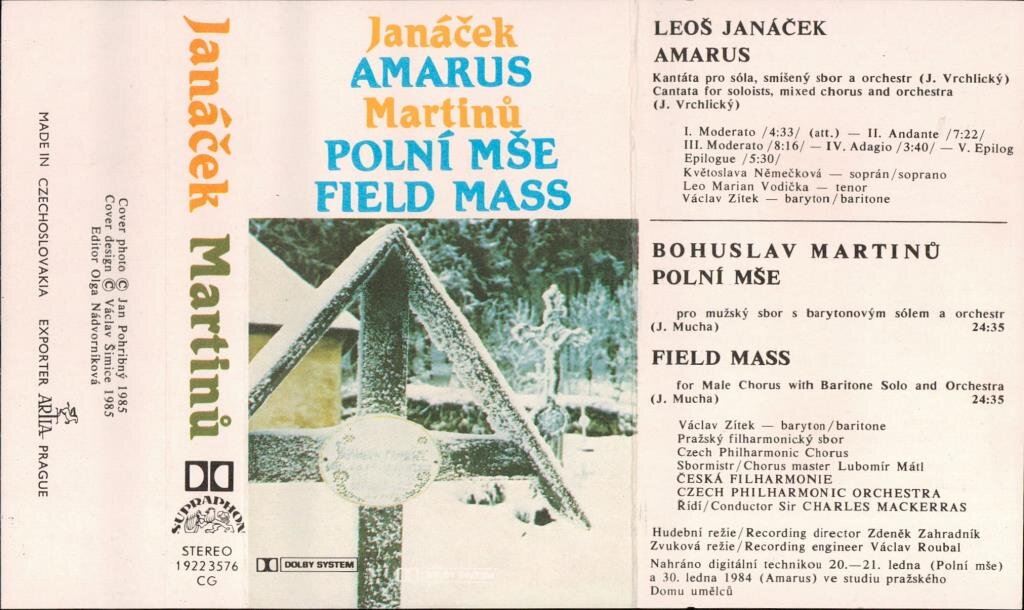 MADE IN CZECHOSLOVAKIA EXPORTER ARTIA PRAGUE
Cover photo © Jan Pohribný 1985
Cover design © Václav Šimice 1985
Editor Olga Nádvorníková
Janáček Martinů
SUPRAPHON
STEREO
19223576
CG
Janáček
AMARUS
Martinů
POLNÍ MŠE
FIELD MASS
DOLBY SYSTEM
LEOŠ JANÁČEK
AMARUS
Kantáta pro sóla, smíšený sbor a orchestr (J. Vrchlický)
Cantata for soloists, mixed chorus and orchestra
(J. Vrchlický)
I. Moderato /4:33/ (att.) — II. Andante /7:22/
III. Moderato /8:16/ — IV. Adagio /3:40/ — V. Epilog
Epilogue /5:30/
Květoslava Němečková — soprán/soprano
Leo Marian Vodička — tenor
Václav Zítek — baryton/baritone
BOHUSLAV MARTINŮ
POLNÍ MŠE
pro mužský sbor s barytonovým sólem a orchestr
(J. Mucha) 24:35
FIELD MASS
for Male Chorus with Baritone Solo and Orchestra
(J. Mucha) 24:35
Václav Zítek — baryton/baritone
Pražský filharmonický sbor
Czech Philharmonic Chorus
Sbormistr/Chorus master Lubomír Mátl
ČESKÁ FILHARMONIE
CZECH PHILHARMONIC ORCHESTRA
Řídí/Conductor Sir CHARLES MACKERRAS
Hudební režie/Recording director Zdeněk Zahradník
Zvuková režie/Recording engineer Václav Roubal
Nahráno digitální technikou 20.—21. ledna (Polní mše)
a 30. ledna 1984 (Amarus) ve studiu pražského
Domu umělců